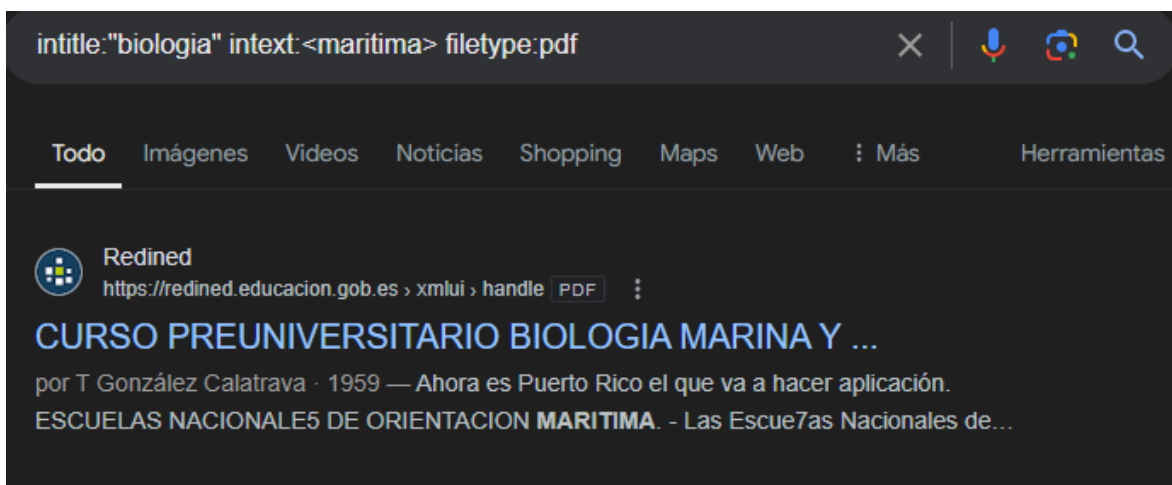 intitle:"biologia" intext:<maritima> filetype:pdf
Todo Imágenes Videos Noticias Shopping Maps Web Más Herramientas
Redined
https://redined.educacion.gob.es › xmlui › handle PDF
CURSO PREUNIVERSITARIO BIOLOGIA MARINA Y ...
por T González Calatrava · 1959 — Ahora es Puerto Rico el que va a hacer aplicación.
ESCUELAS NACIONALE5 DE ORIENTACION MARITIMA. - Las Escue7as Nacionales de...